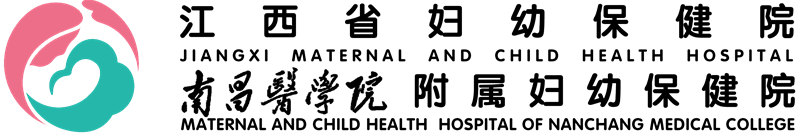 江西省妇幼保健院
JIANGXI MATERNAL AND CHILD HEALTH HOSPITAL
南昌醫學院附属妇幼保健院
MATERNAL AND CHILD HEALTH HOSPITAL OF NANCHANG MEDICAL COLLEGE